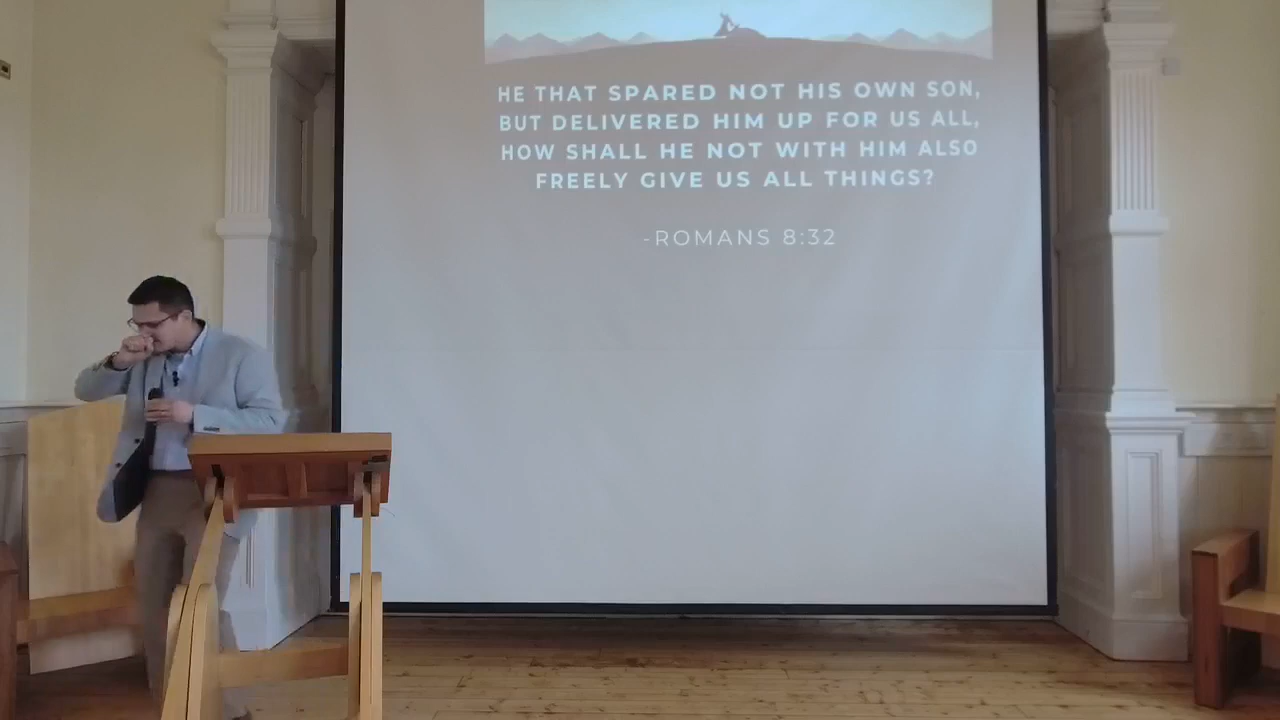 HE THAT SPARED NOT HIS OWN SON,
BUT DELIVERED HIM UP FOR US ALL,
HOW SHALL HE NOT WITH HIM ALSO
FREELY GIVE US ALL THINGS?
-ROMANS 8:32